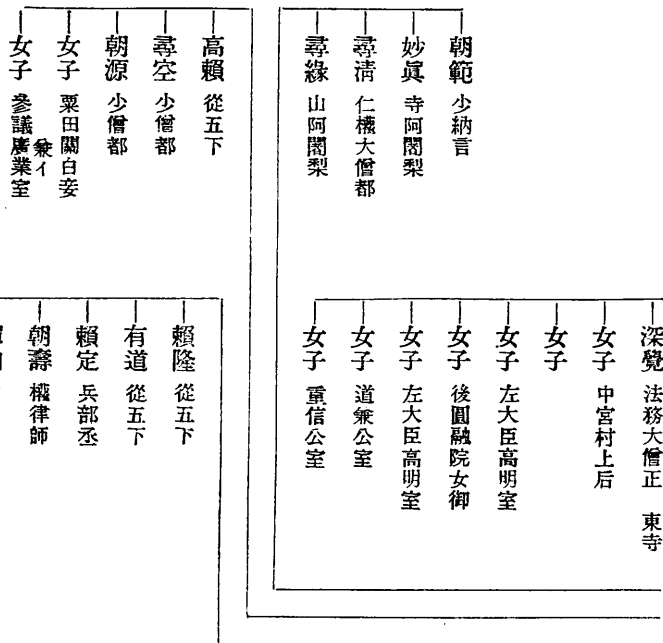 朝範 少納言
妙眞 寺阿闍梨
尋淸 仁 權大僧都
尋緣 山阿闍梨
高賴 從五下
尋空 少僧都
朝源 少僧都
女子 粟田關白妾
兼イ
女子 參議廣業室
深覺 法務大僧正 東寺
女子 中宮村上后
女子
女子 左大臣高明室
女子 後圓融院女御
女子 左大臣高明室
女子 道兼公室
女子 重信公室
賴隆 從五下
有道 從五下
賴定 兵部丞
朝壽 權律師